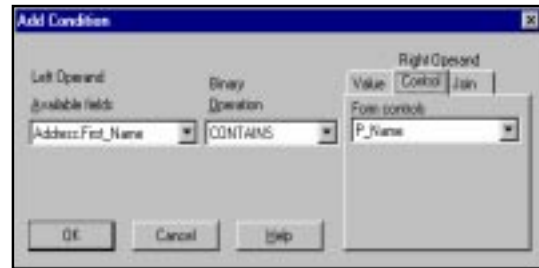 Add Condition
Left Operand
Available fields
Address.First_Name
Binary
Operation
CONTAINS
Right Operand
Value Control Join
Form controls
P_Name
OK Cancel Help